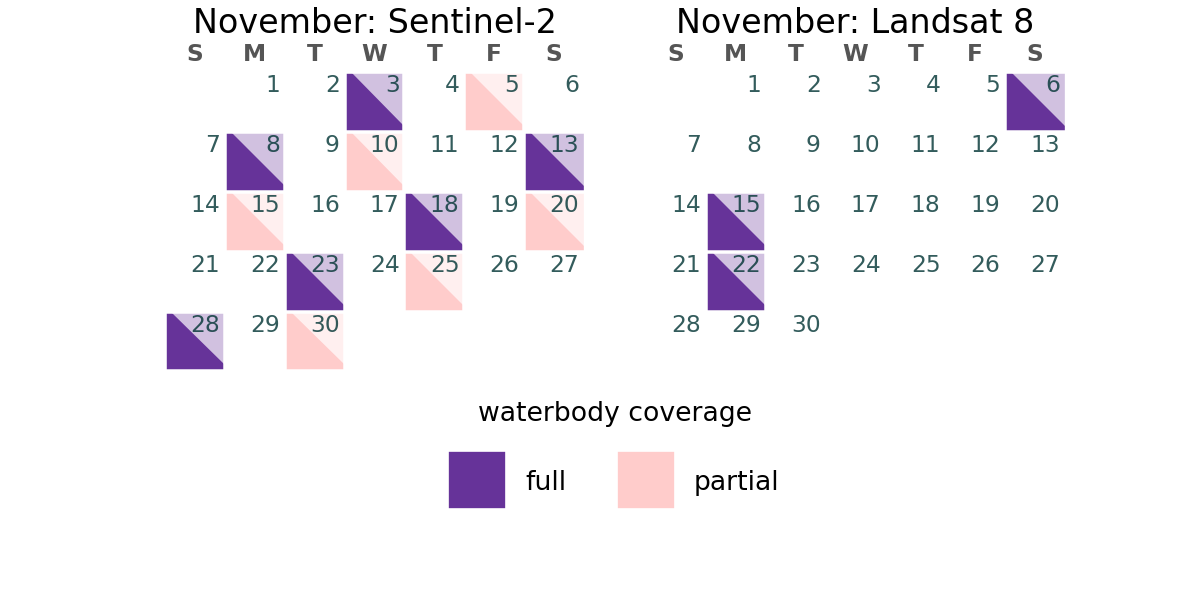 November: Sentinel-2
S M T W T F S
1 2 3 4 5 6
7 8 9 10 11 12 13
14 15 16 17 18 19 20
21 22 23 24 25 26 27
28 29 30
November: Landsat 8
S M T W T F S
1 2 3 4 5 6
7 8 9 10 11 12 13
14 15 16 17 18 19 20
21 22 23 24 25 26 27
28 29 30
waterbody coverage
full
partial